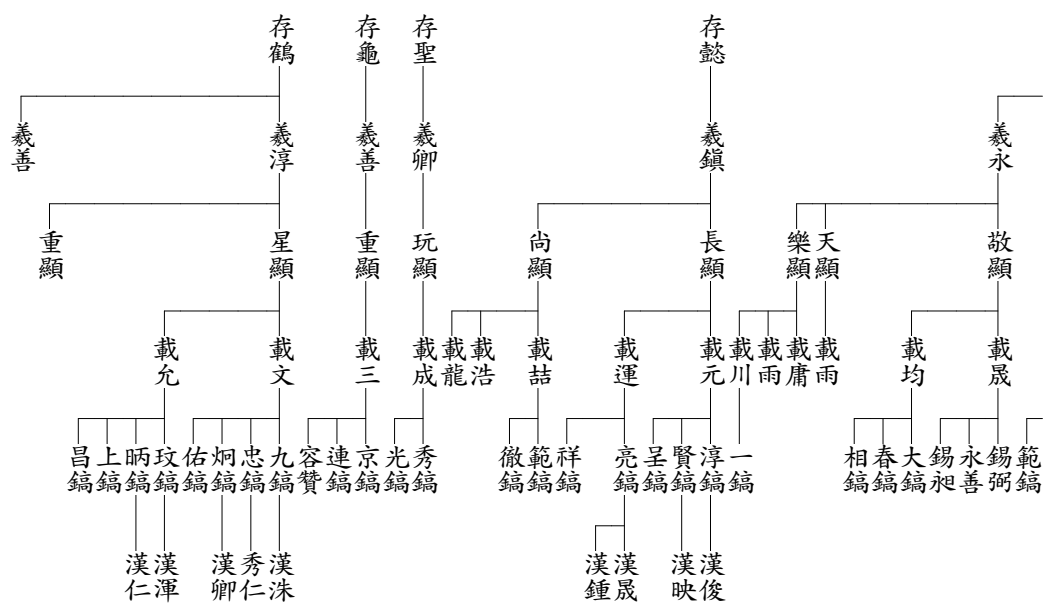 存鶴
存龜
存聖
存懿
羲善
羲淳
羲善
羲卿
羲鎭
羲永
重顯
星顯
重顯
玩顯
尚顯
長顯
樂顯
天顯
敬顯
載允
載文
載三
載成
載龍
載浩
載喆
載運
載元
載川
載雨
載庸
載雨
載均
載晟
昌鎬
上鎬
昞鎬
玟鎬
佑鎬
炯鎬
忠鎬
九鎬
容贊
連鎬
京鎬
光鎬
秀鎬
徹鎬
範鎬
祥鎬
亮鎬
呈鎬
賢鎬
淳鎬
一鎬
相鎬
春鎬
大鎬
錫昶
永善
錫弼
範鎬
漢仁
漢渾
漢卿
秀仁
漢洙
漢鍾
漢晟
漢映
漢俊